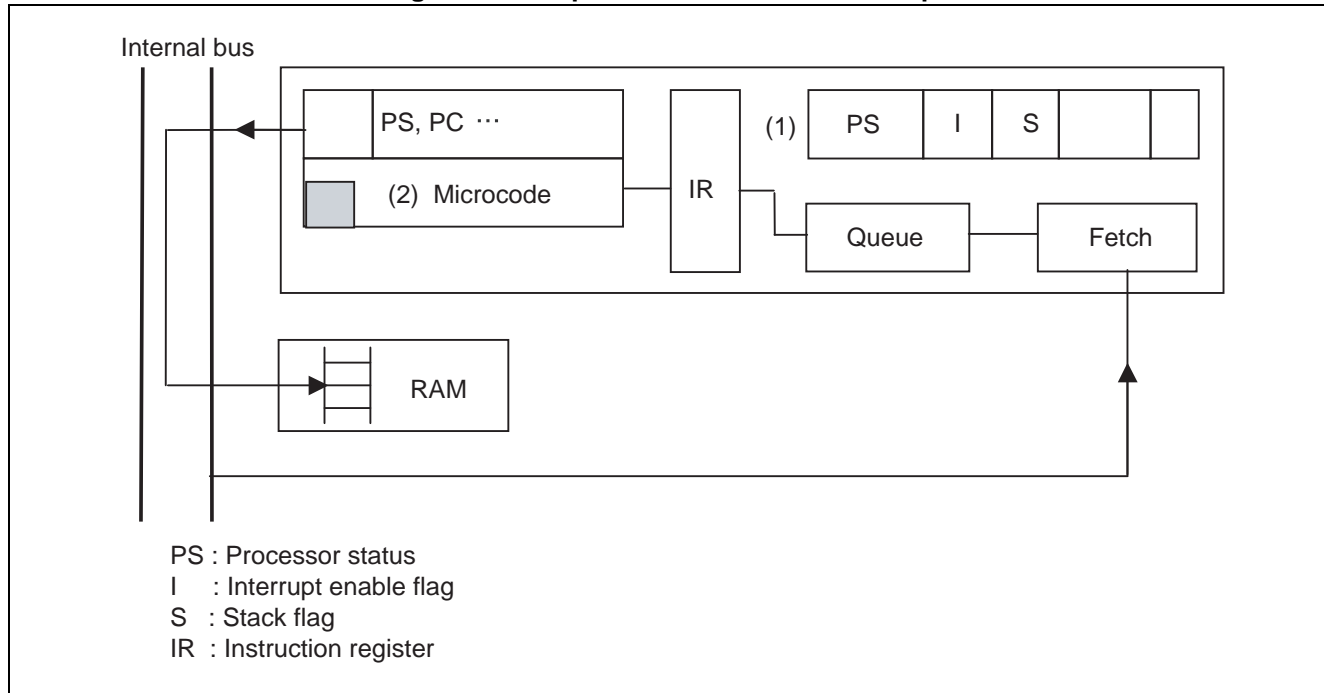 Internal bus
PS, PC ···
(1) PS I S
(2) Microcode
IR
Queue
Fetch
RAM
PS : Processor status
I : Interrupt enable flag
S : Stack flag
IR : Instruction register